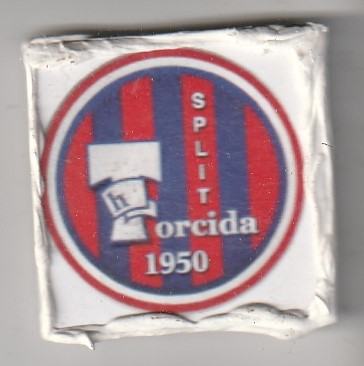 SPLIT
h
Torcida
1950